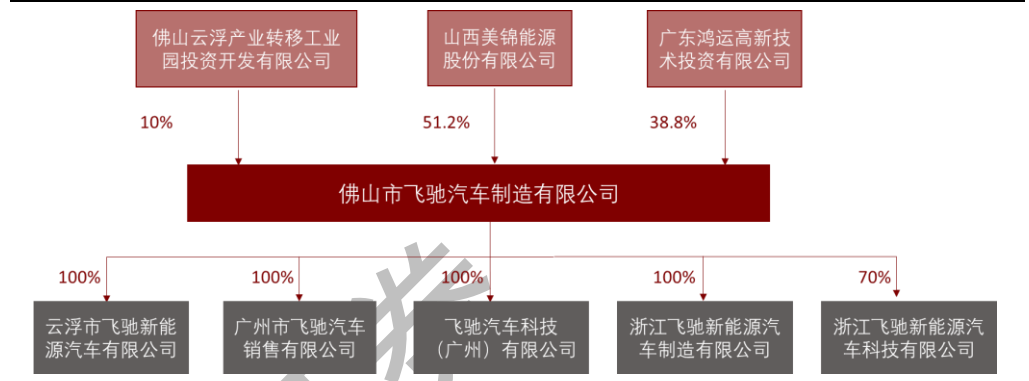 佛山云浮产业转移工业
园投资开发有限公司
山西美锦能源
股份有限公司
广东鸿运高新技
术投资有限公司
10%
51.2%
38.8%
佛山市飞驰汽车制造有限公司
100%
100%
100%
100%
70%
云浮市飞驰新能
源汽车有限公司
广州市飞驰汽车
销售有限公司
飞驰汽车科技
（广州）有限公司
浙江飞驰新能源汽
车制造有限公司
浙江飞驰新能源汽
车科技有限公司